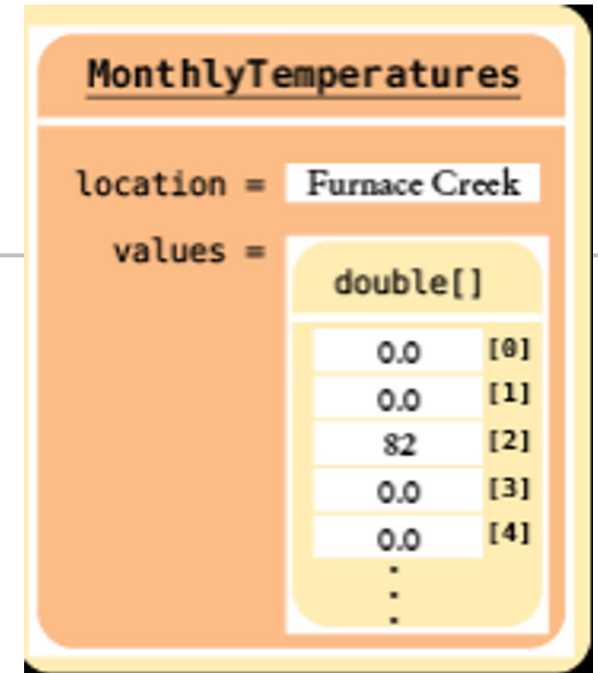 MonthlyTemperatures
location = Furnace Creek
values =
double[]
0.0 [0]
0.0 [1]
82 [2]
0.0 [3]
0.0 [4]
.
.
.